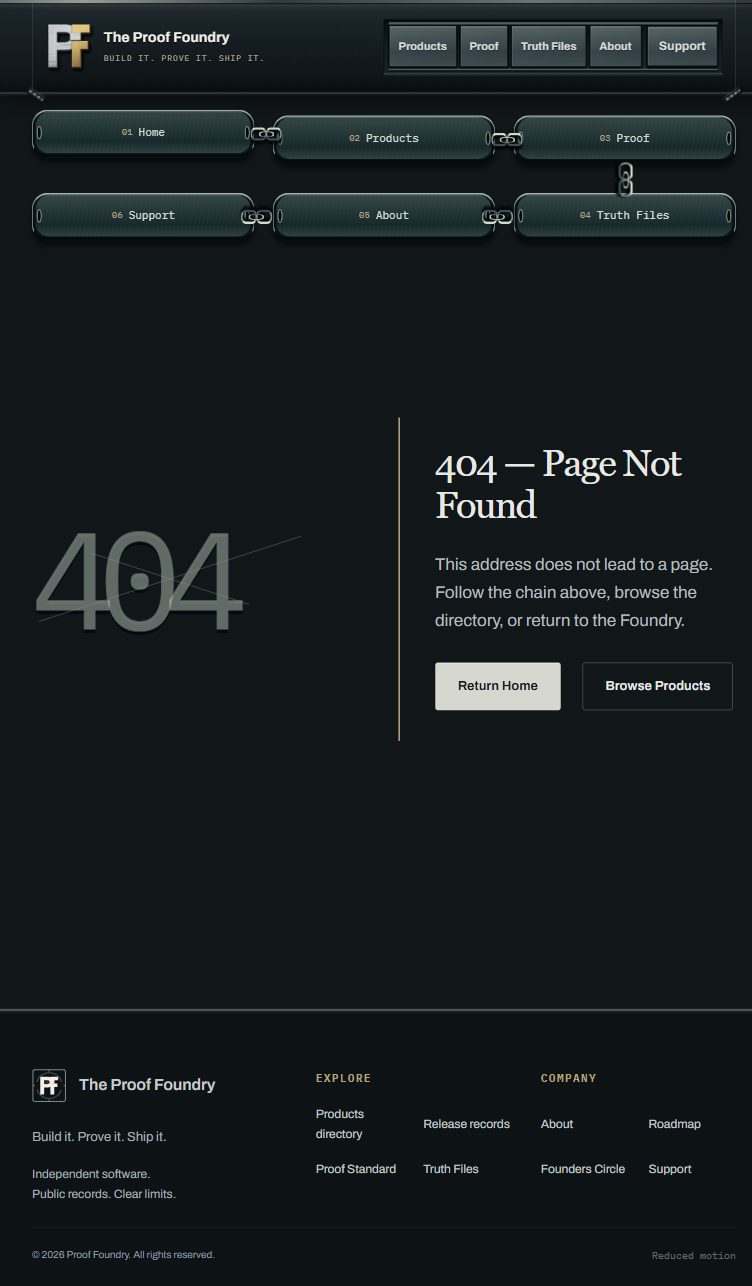 PF The Proof Foundry
BUILD IT. PROVE IT. SHIP IT.
Products Proof Truth Files About Support
01 Home
02 Products
03 Proof
06 Support
05 About
04 Truth Files
404
404 — Page Not
Found
This address does not lead to a page.
Follow the chain above, browse the
directory, or return to the Foundry.
Return Home Browse Products
PF The Proof Foundry
Build it. Prove it. Ship it.
Independent software.
Public records. Clear limits.
EXPLORE
Products
directory
Release records
Proof Standard
Truth Files
COMPANY
About
Roadmap
Founders Circle
Support
© 2026 Proof Foundry. All rights reserved.
Reduced motion